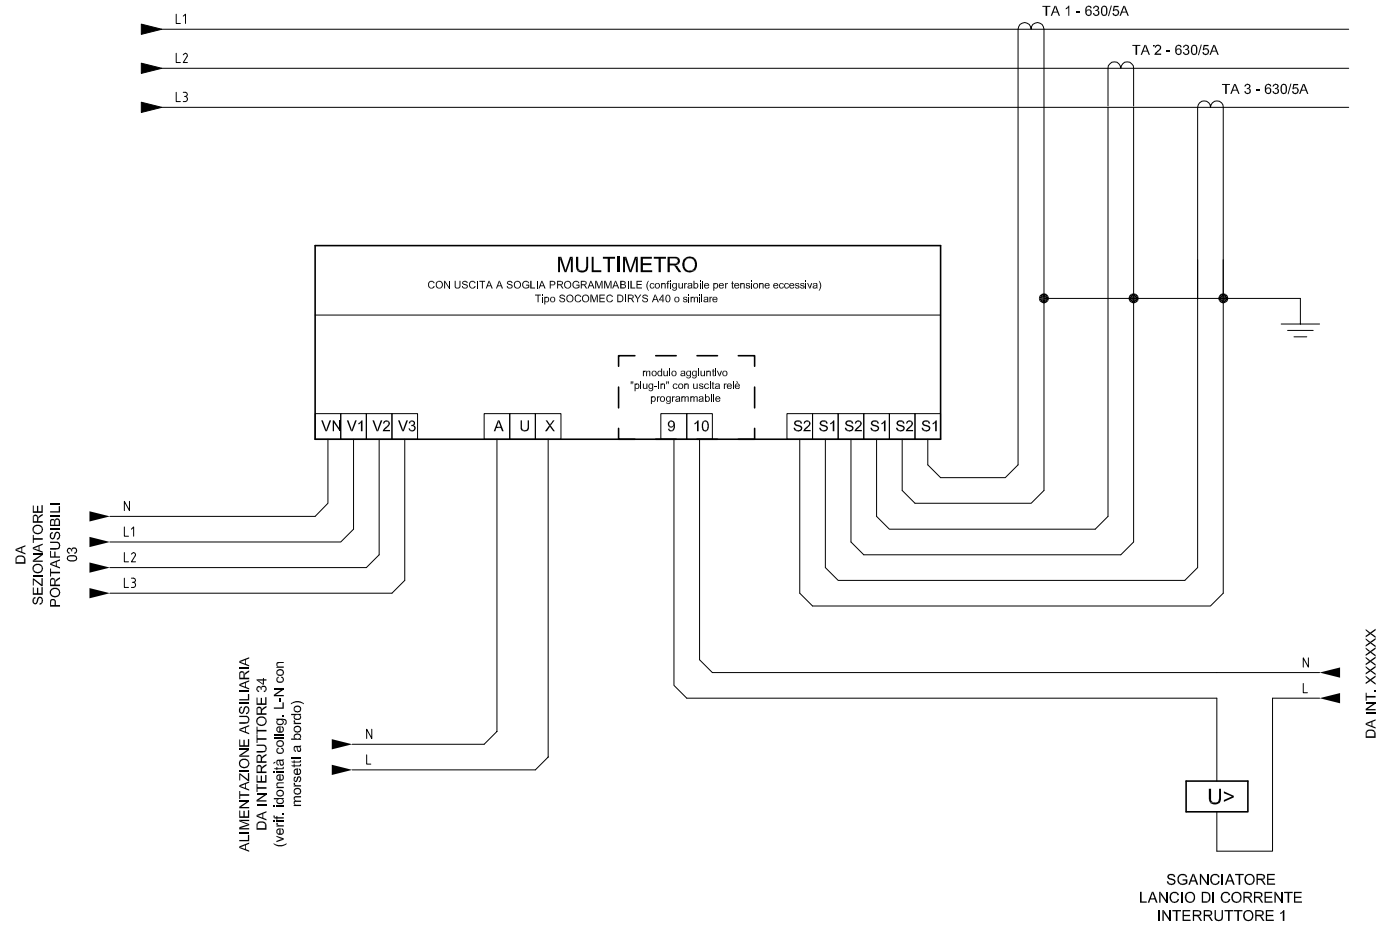 L1
TA 1 - 630/5A
L2
TA 2 - 630/5A
L3
TA 3 - 630/5A
MULTIMETRO
CON USCITA A SOGLIA PROGRAMMABILE (configurabile per tensione eccessiva)
Tipo SOCOMEC DIRYS A40 o similare
modulo aggiuntivo
"plug-in" con uscita relè
programmabile
VN V1 V2 V3 A U X 9 10 S2 S1 S2 S1 S2 S1
DA
SEZIONATORE
PORTAFUSIBILI
03
N
L1
L2
L3
ALIMENTAZIONE AUSILIARIA
DA INTERRUTTORE 34
(verif. idoneità colleg. L-N con
morsetti a bordo)
N
L
N
L
DA INT. XXXXXX
U>
SGANCIATORE
LANCIO DI CORRENTE
INTERRUTTORE 1